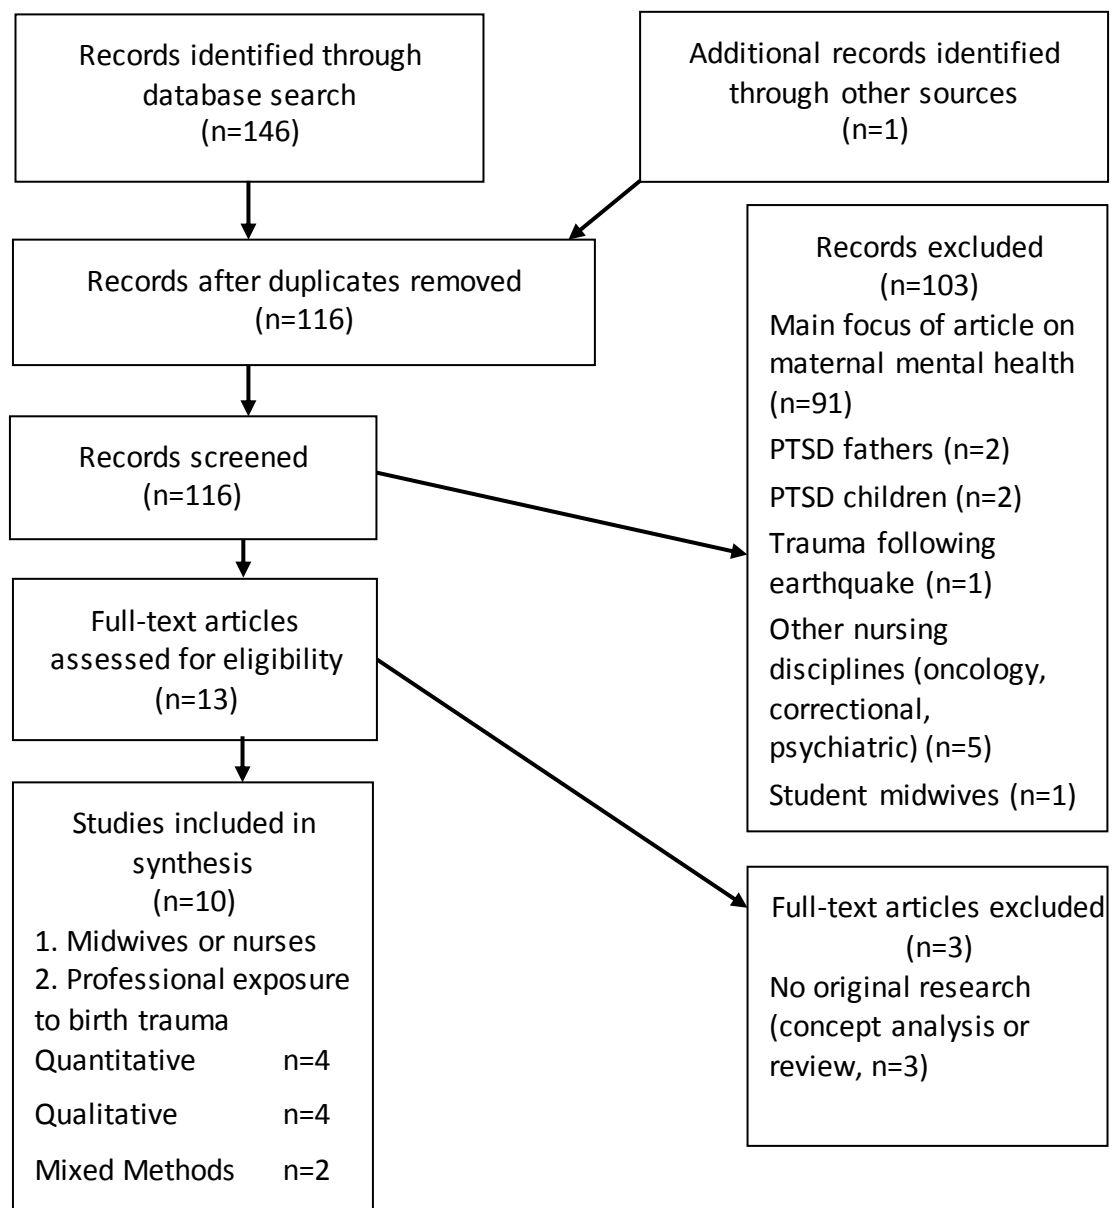 Records identified through
database search
(n=146)
Additional records identified
through other sources
(n=1)
Records after duplicates removed
(n=116)
Records screened
(n=116)
Records excluded
(n=103)
Main focus of article on
maternal mental health
(n=91)
PTSD fathers (n=2)
PTSD children (n=2)
Trauma following
earthquake (n=1)
Other nursing
disciplines (oncology,
correctional,
psychiatric) (n=5)
Student midwives (n=1)
Full-text articles
assessed for eligibility
(n=13)
Full-text articles excluded
(n=3)
No original research
(concept analysis or
review, n=3)
Studies included in
synthesis
(n=10)
1. Midwives or nurses
2. Professional exposure
to birth trauma
Quantitative n=4
Qualitative n=4
Mixed Methods n=2